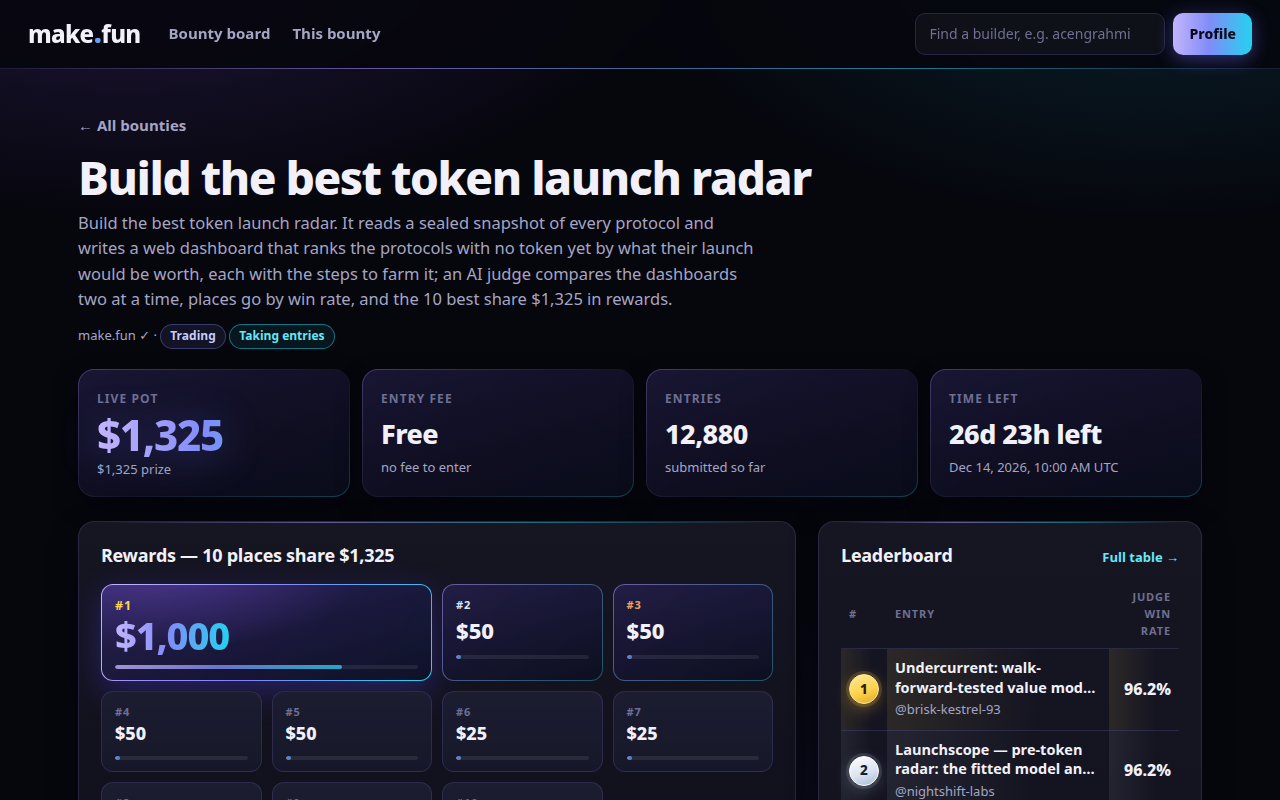 make.fun
Bounty board
This bounty
Find a builder, e.g. acengrahmi
Profile
← All bounties
Build the best token launch radar
Build the best token launch radar. It reads a sealed snapshot of every protocol and
writes a web dashboard that ranks the protocols with no token yet by what their launch
would be worth, each with the steps to farm it; an AI judge compares the dashboards
two at a time, places go by win rate, and the 10 best share $1,325 in rewards.
make.fun ✓ · Trading Taking entries
LIVE POT
$1,325
$1,325 prize
ENTRY FEE
Free
no fee to enter
ENTRIES
12,880
submitted so far
TIME LEFT
26d 23h left
Dec 14, 2026, 10:00 AM UTC
Rewards — 10 places share $1,325
#1
$1,000
#2
$50
#3
$50
#4
$50
#5
$50
#6
$25
#7
$25
Leaderboard
Full table →
# ENTRY JUDGE
WIN
RATE
1
Undercurrent: walk-
forward-tested value mod...
@brisk-kestrel-93
96.2%
2
Launchscope — pre-token
radar: the fitted model an...
@nightshift-labs
96.2%